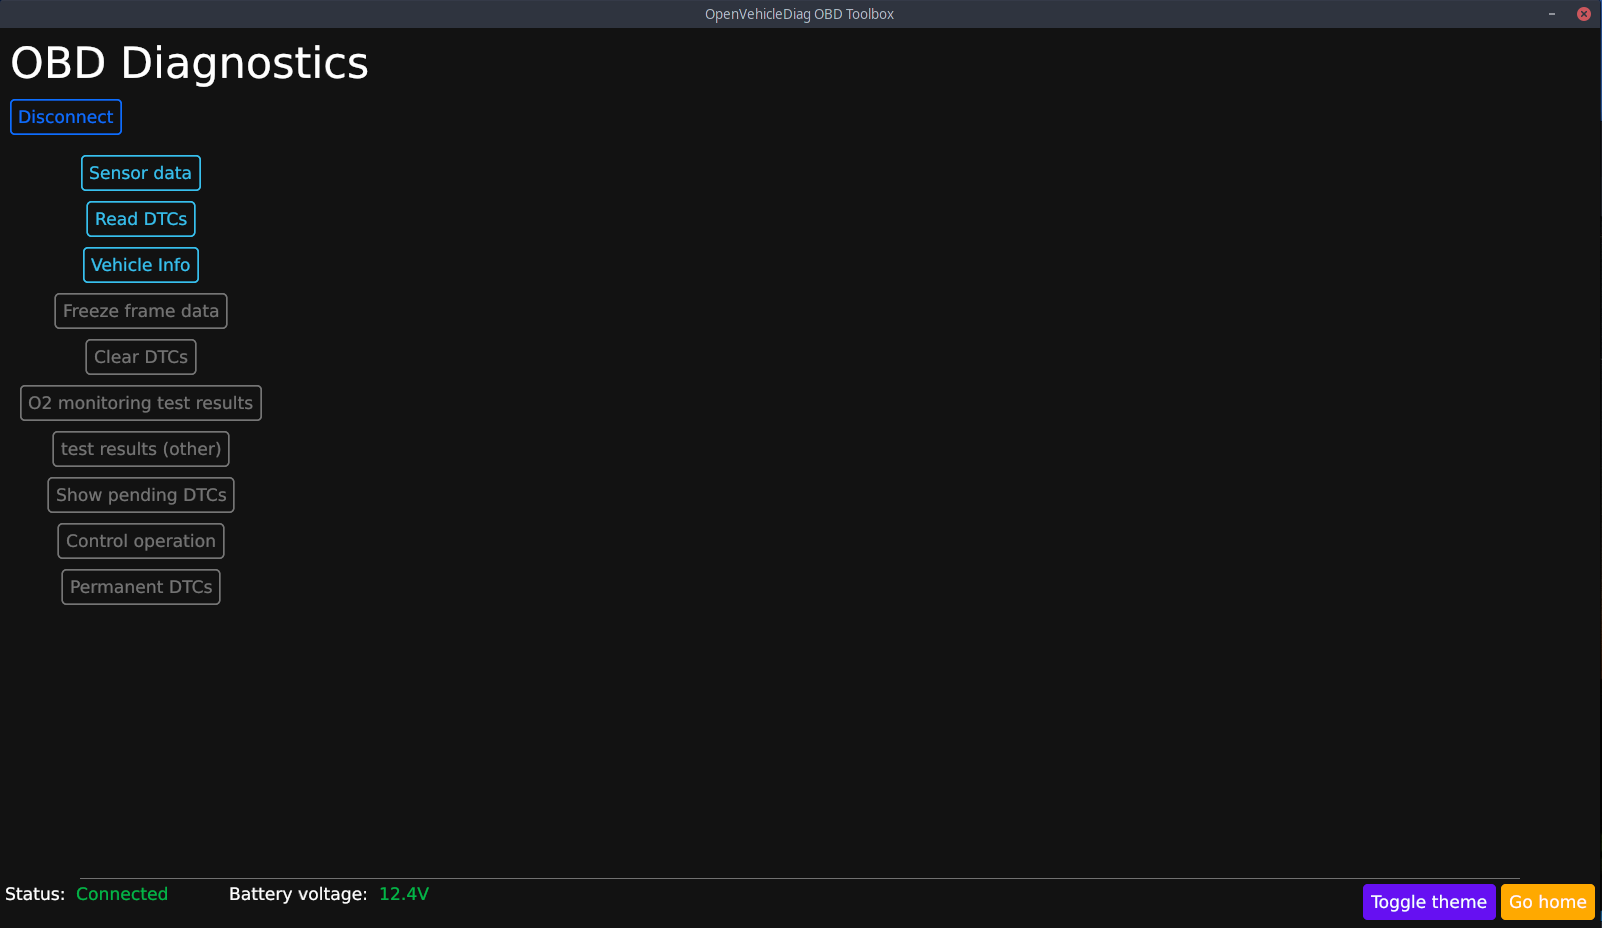 OpenVehicleDiag OBD Toolbox
OBD Diagnostics
Disconnect
Sensor data
Read DTCs
Vehicle Info
Freeze frame data
Clear DTCs
O2 monitoring test results
test results (other)
Show pending DTCs
Control operation
Permanent DTCs
Status: Connected Battery voltage: 12.4V
Toggle theme Go home